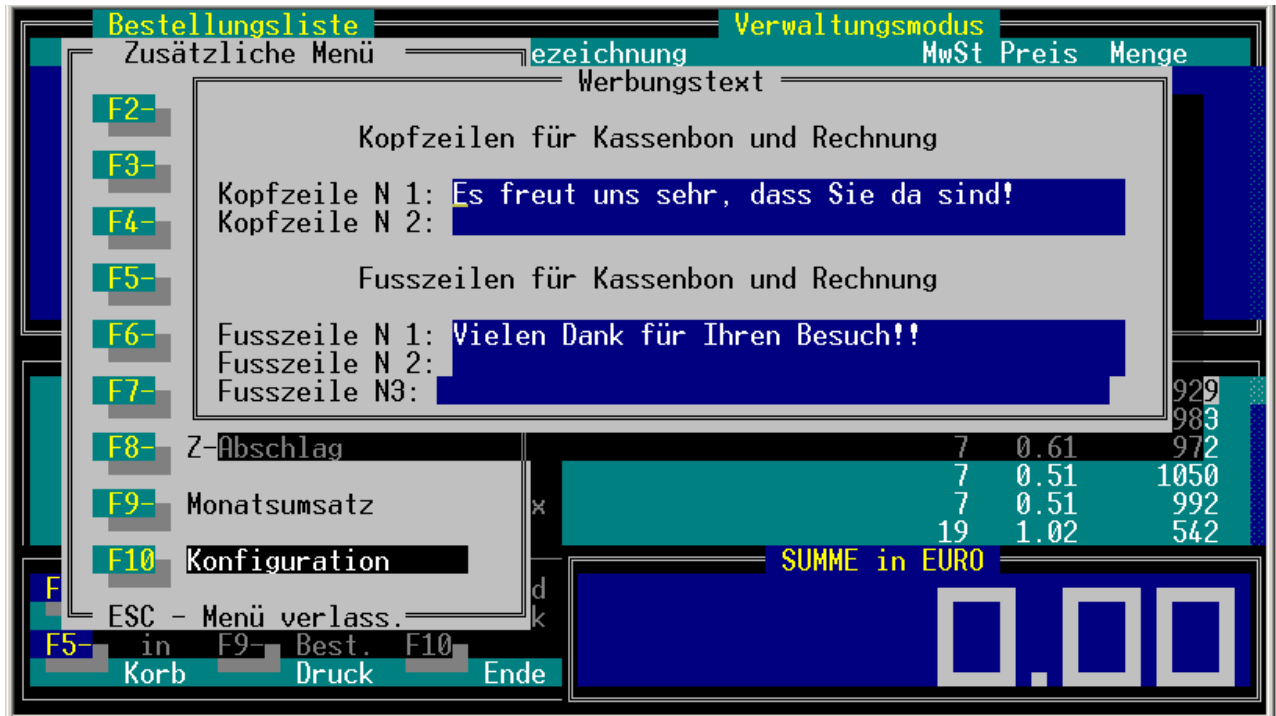 Bestellungsliste Verwaltungsmodus
Zusätzliche Menü ezeichnung MwSt Preis Menge
Werbungstext
F2-
Kopfzeilen für Kassenbon und Rechnung
F3-
Kopfzeile N 1: Es freut uns sehr, dass Sie da sind!
F4- Kopfzeile N 2:
F5- Fusszeilen für Kassenbon und Rechnung
F6- Fusszeile N 1: Vielen Dank für Ihren Besuch!!
Fusszeile N 2:
F7- Fusszeile N3: 929
983
F8- Z-Abschlag 7 0.61 972
7 0.51 1050
F9- Monatsumsatz x 7 0.51 992
19 1.02 542
F10 Konfiguration SUMME in EURO
F d
ESC - Menü verlass. k
F5- in F9- Best. F10 0.00
Korb Druck Ende